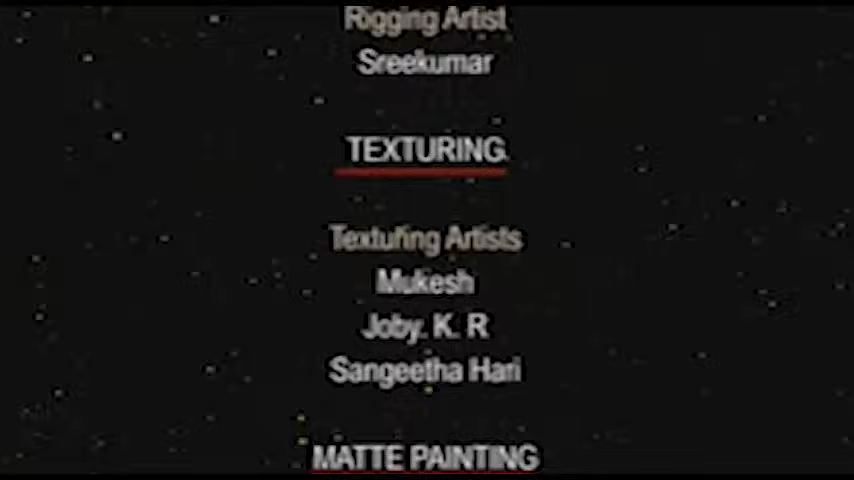 Rigging Artist
Sreekumar
TEXTURING
Texturing Artists
Mukesh
Joby. K. R
Sangeetha Hari
MATTE PAINTING